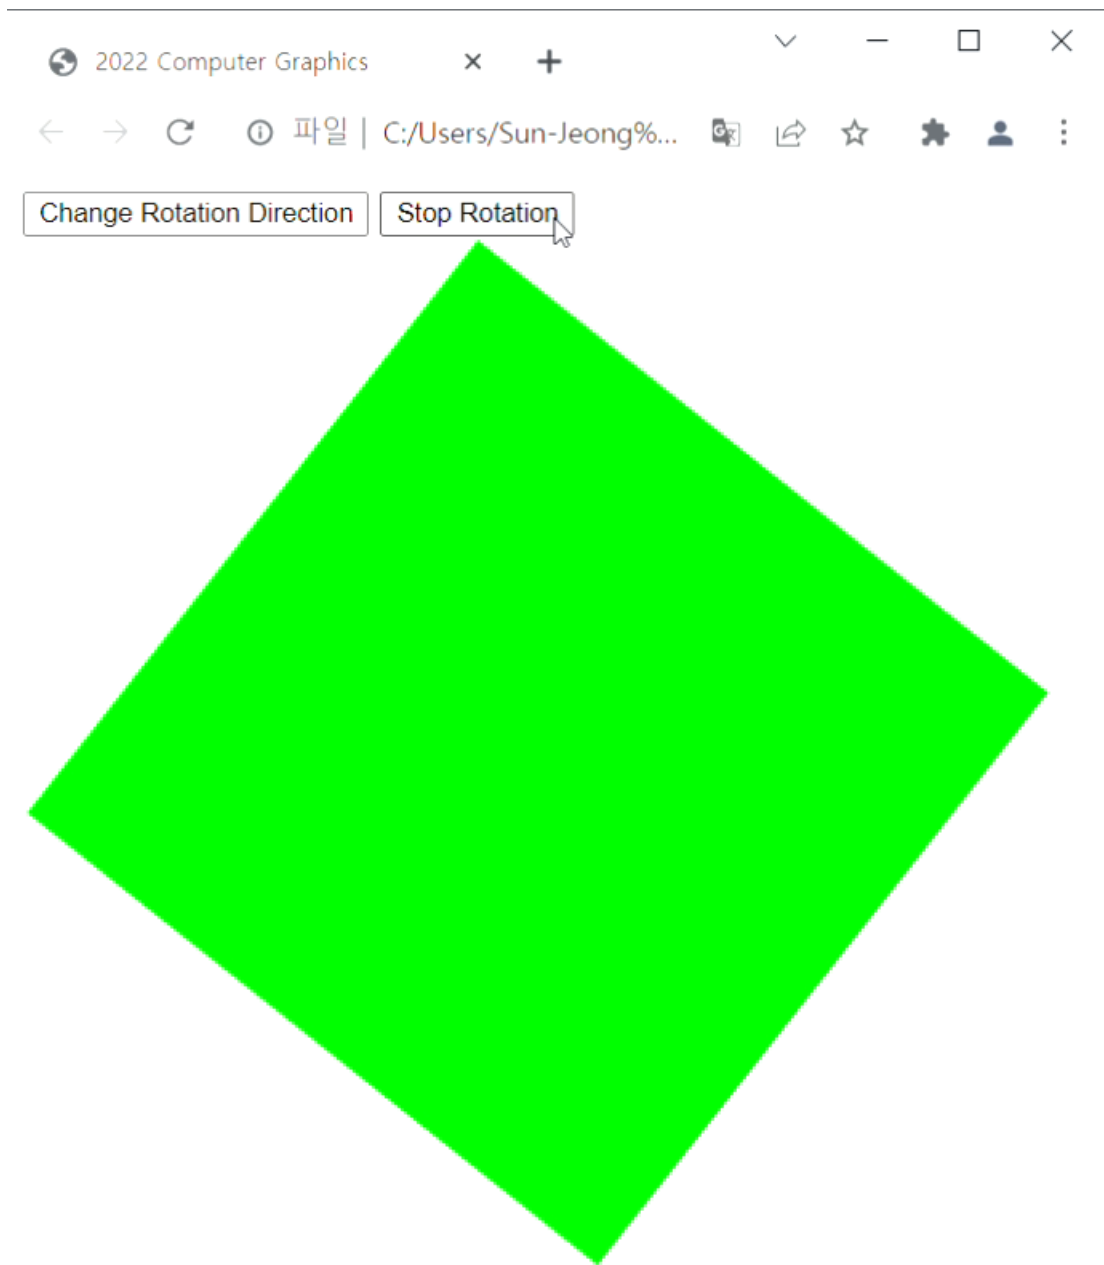 2022 Computer Graphics
파일 | C:/Users/Sun-Jeong%...
Change Rotation Direction Stop Rotation